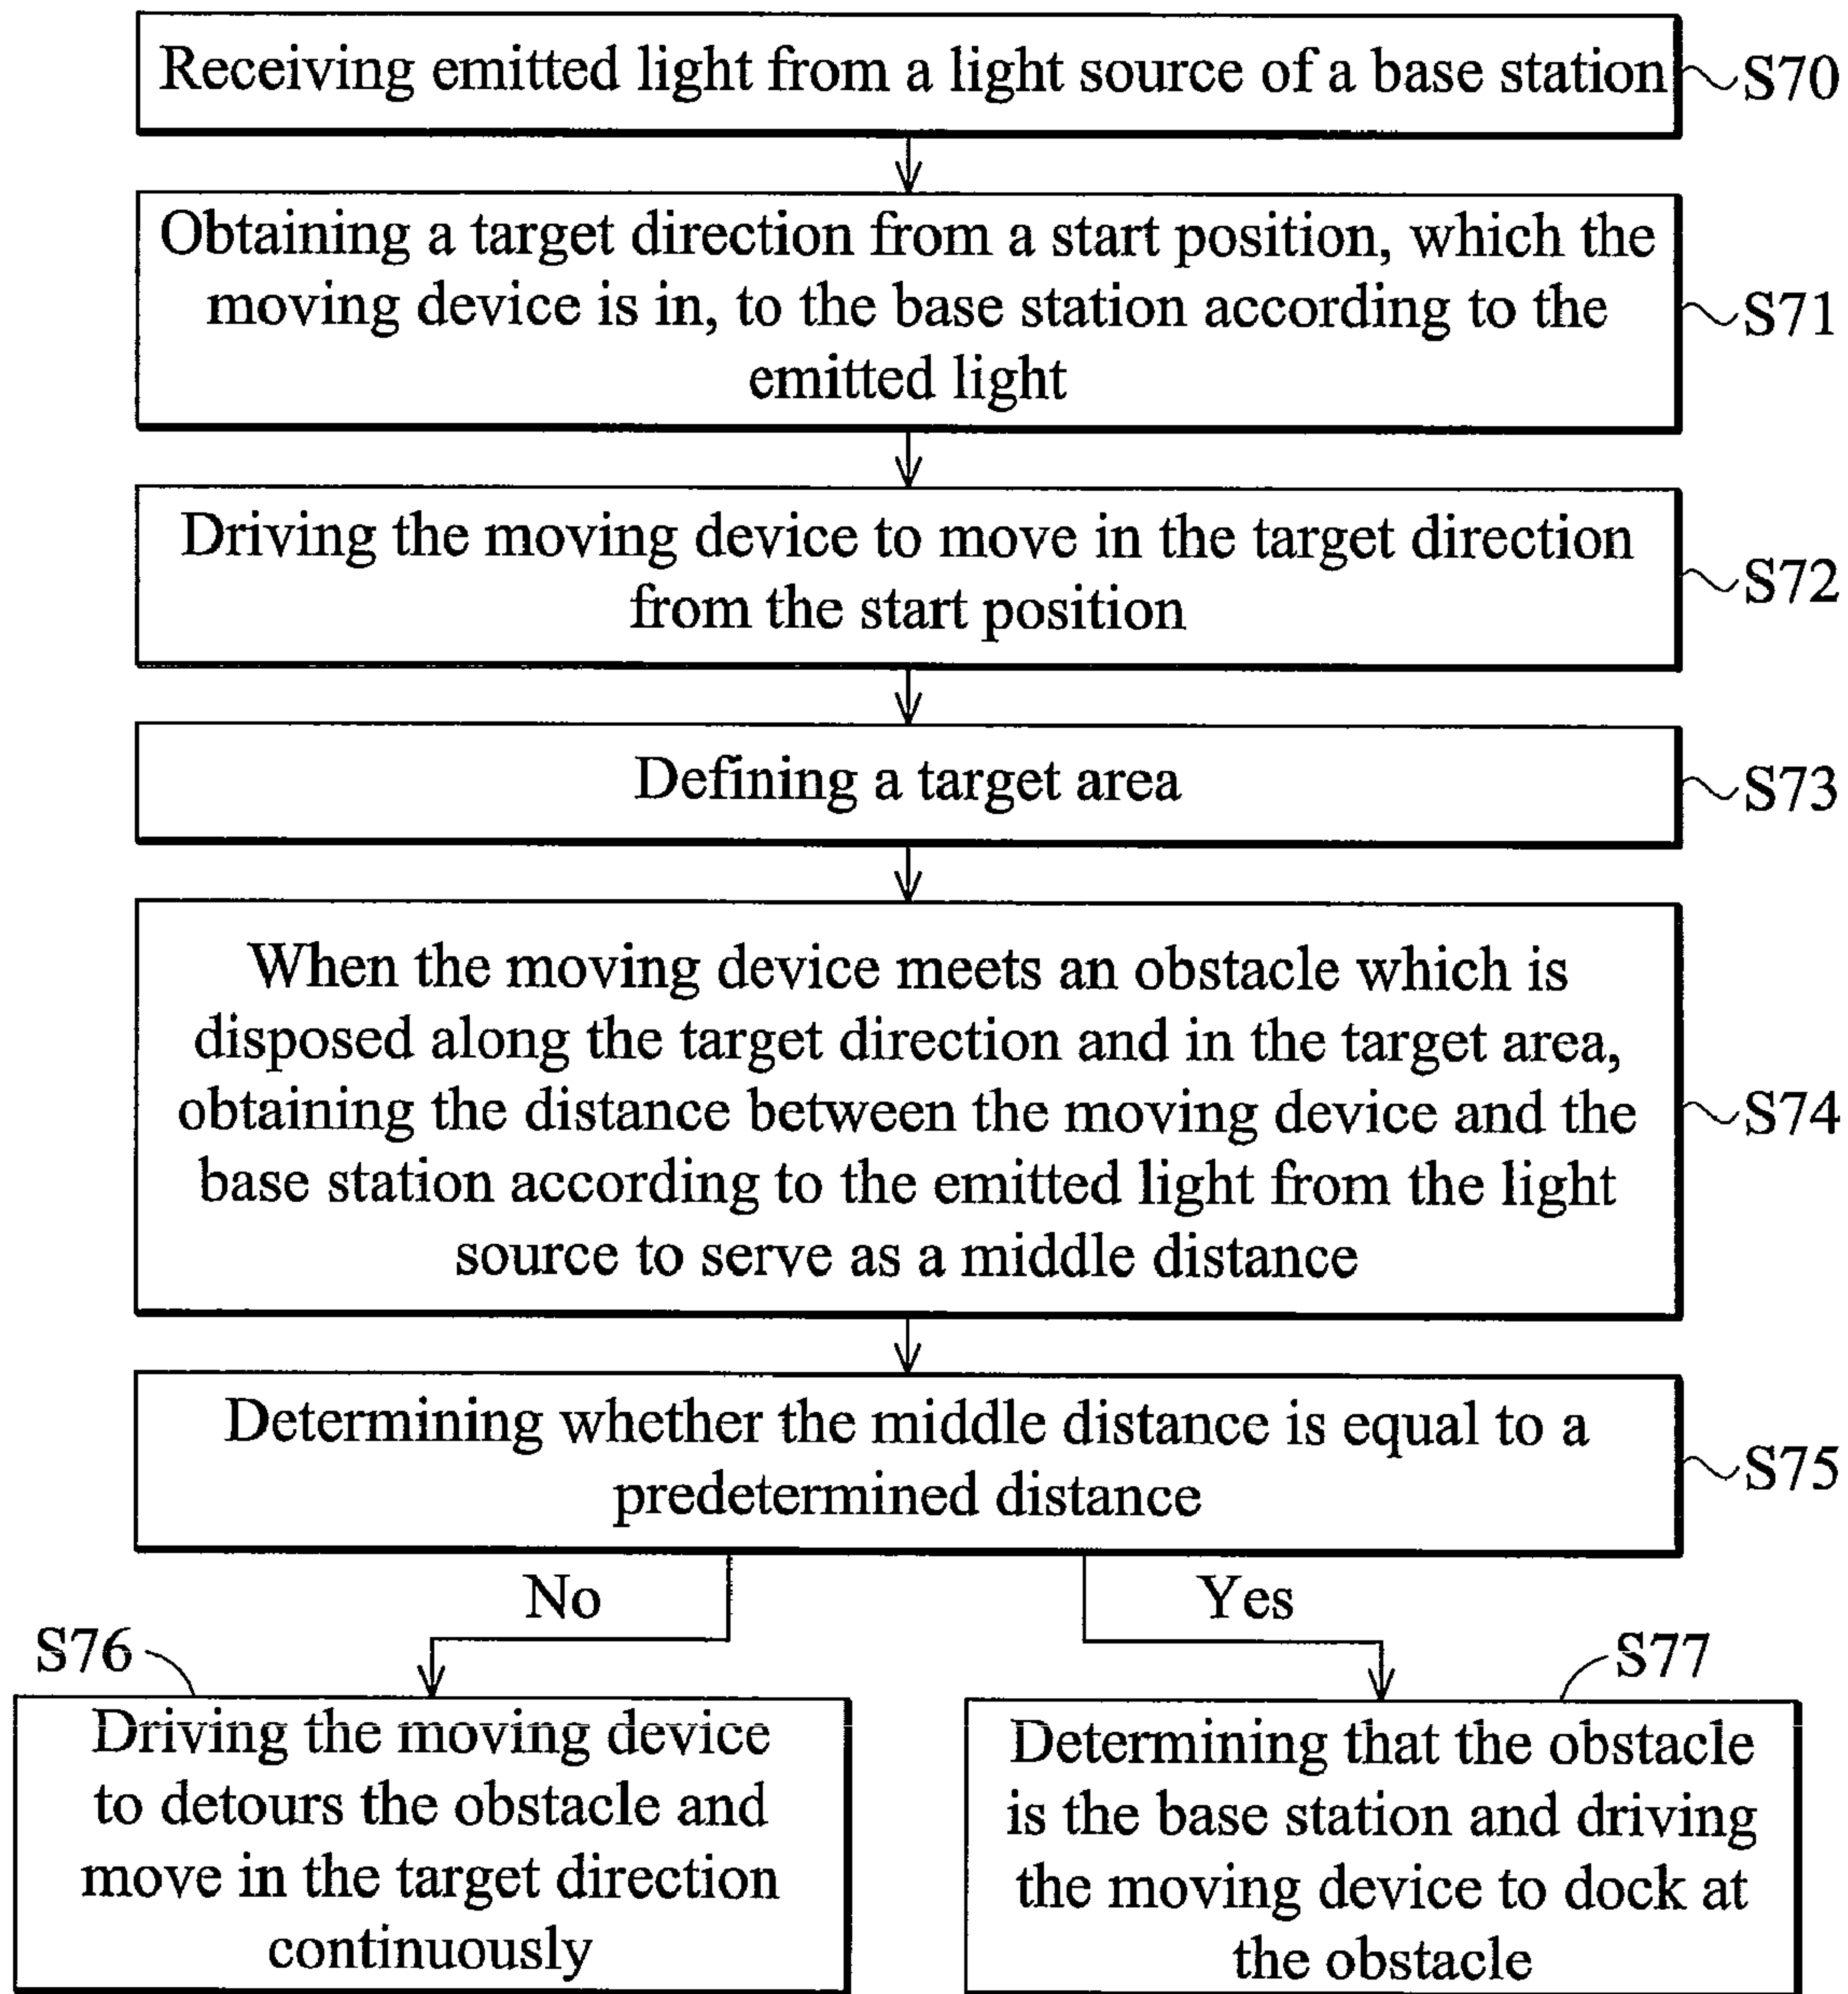 Receiving emitted light from a light source of a base station
S70
Obtaining a target direction from a start position, which the
moving device is in, to the base station according to the
emitted light
S71
Driving the moving device to move in the target direction
from the start position
S72
Defining a target area
S73
When the moving device meets an obstacle which is
disposed along the target direction and in the target area,
obtaining the distance between the moving device and the
base station according to the emitted light from the light
source to serve as a middle distance
S74
Determining whether the middle distance is equal to a
predetermined distance
S75
No
Yes
S76
Driving the moving device
to detours the obstacle and
move in the target direction
continuously
S77
Determining that the obstacle
is the base station and driving
the moving device to dock at
the obstacle